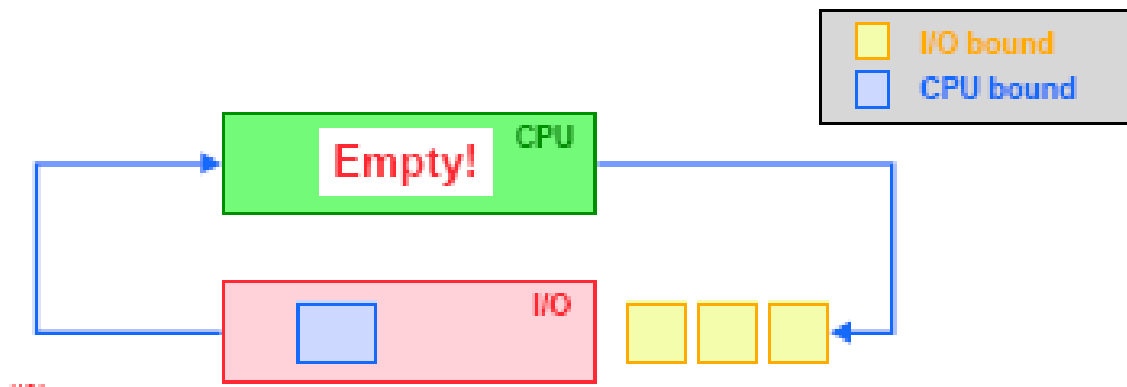 I/O bound
CPU bound
CPU
Empty!
I/O